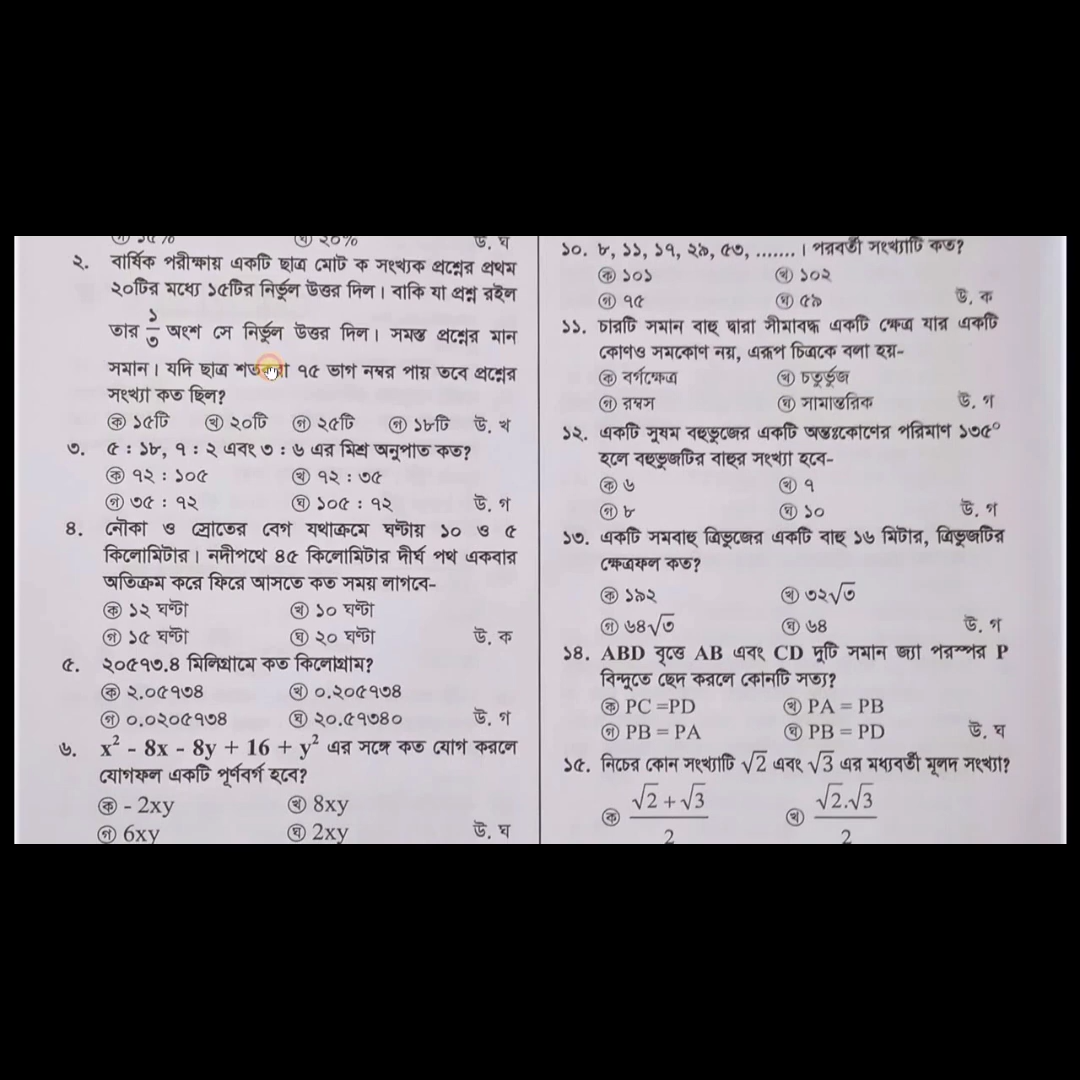 গ ১৫% ঘ ২০% উ. ঘ
২. বার্ষিক পরীক্ষায় একটি ছাত্র মোট ক সংখ্যক প্রশ্নের প্রথম
২০টির মধ্যে ১৫টির নির্ভুল উত্তর দিল। বাকি যা প্রশ্ন রইল
তার ১/৩ অংশ সে নির্ভুল উত্তর দিল। সমস্ত প্রশ্নের মান
সমান। যদি ছাত্র শতকরা ৭৫ ভাগ নম্বর পায় তবে প্রশ্নের
সংখ্যা কত ছিল?
ক ১৫টি খ ২০টি গ ২৫টি গ ১৮টি উ. খ
৩. ৫ : ১৮, ৭ : ২ এবং ৩ : ৬ এর মিশ্র অনুপাত কত?
ক ৭২ : ১০৫ খ ৭২ : ৩৫
গ ৩৫ : ৭২ ঘ ১০৫ : ৭২ উ. গ
৪. নৌকা ও স্রোতের বেগ যথাক্রমে ঘণ্টায় ১০ ও ৫
কিলোমিটার। নদীপথে ৪৫ কিলোমিটার দীর্ঘ পথ একবার
অতিক্রম করে ফিরে আসতে কত সময় লাগবে-
ক ১২ ঘণ্টা খ ১০ ঘণ্টা
গ ১৫ ঘণ্টা ঘ ২০ ঘণ্টা উ. ক
৫. ২০৫৭৩.৪ মিলিগ্রামে কত কিলোগ্রাম?
ক ২.০৫৭৩৪ খ ০.২০৫৭৩৪
গ ০.০২০৫৭৩৪ ঘ ২০.৫৭৩৪০ উ. গ
৬. x² - 8x - 8y + 16 + y² এর সঙ্গে কত যোগ করলে
যোগফল একটি পূর্ণবর্গ হবে?
ক - 2xy খ 8xy
গ 6xy ঘ 2xy উ. ঘ
১০. ৮, ১১, ১৭, ২৯, ৫৩, ....... । পরবর্তী সংখ্যাটি কত?
ক ১০১ খ ১০২
গ ৭৫ ঘ ৫৯ উ. ক
১১. চারটি সমান বাহু দ্বারা সীমাবদ্ধ একটি ক্ষেত্র যার একটি
কোণও সমকোণ নয়, এরূপ চিত্রকে বলা হয়-
ক বর্গক্ষেত্র খ চতুর্ভুজ
গ রম্বস ঘ সামান্তরিক উ. গ
১২. একটি সুষম বহুভুজের একটি অন্তঃকোণের পরিমাণ ১৩৫°
হলে বহুভুজটির বাহুর সংখ্যা হবে-
ক ৬ খ ৭
গ ৮ ঘ ১০ উ. গ
১৩. একটি সমবাহু ত্রিভুজের একটি বাহু ১৬ মিটার, ত্রিভুজটির
ক্ষেত্রফল কত?
ক ১৯২ খ ৩২√৩
গ ৬৪√৩ ঘ ৬৪ উ. গ
১৪. ABD বৃত্তে AB এবং CD দুটি সমান জ্যা পরস্পর P
বিন্দুতে ছেদ করলে কোনটি সত্য?
ক PC =PD খ PA = PB
গ PB = PA ঘ PB = PD উ. ঘ
১৫. নিচের কোন সংখ্যাটি √2 এবং √3 এর মধ্যবর্তী মূলদ সংখ্যা?
ক (√2 + √3)/2 খ (√2.√3)/2